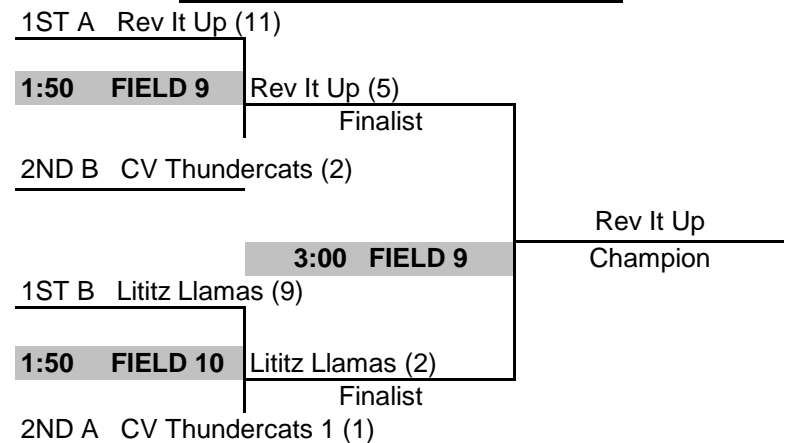 1ST A Rev It Up (11)
1:50 FIELD 9 Rev It Up (5)
Finalist
2ND B CV Thundercats (2)
Rev It Up
3:00 FIELD 9 Champion
1ST B Lititz Llamas (9)
1:50 FIELD 10 Lititz Llamas (2)
Finalist
2ND A CV Thundercats 1 (1)